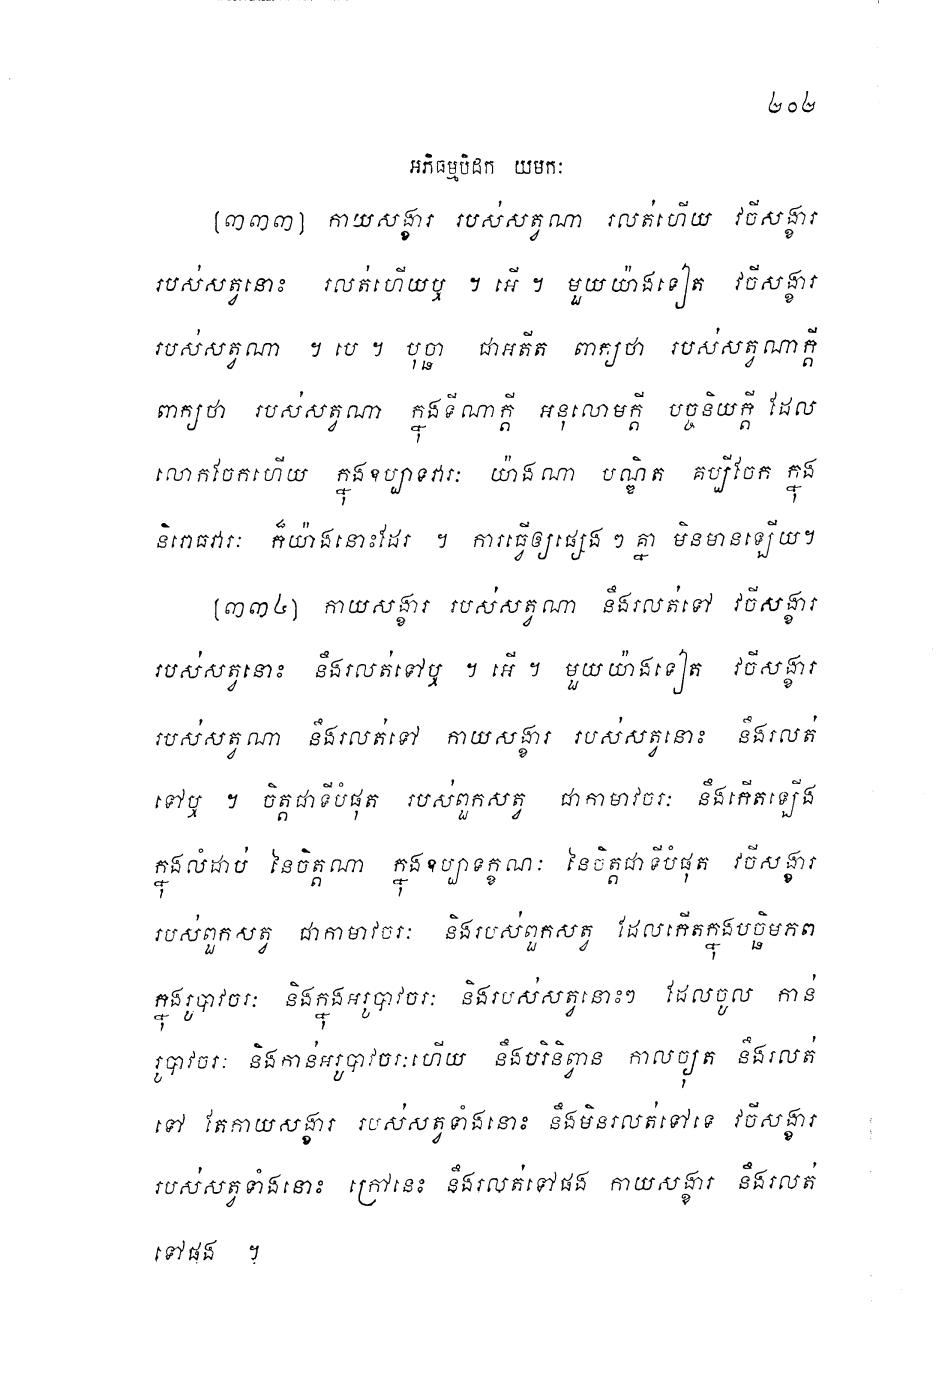 ២០២
អភិធម្មបិដក យមកៈ
(៣៣៣) កាយសង្ខារ របស់សត្វណា រលត់ហើយ វចីសង្ខារ
របស់សត្វនោះ រលត់ហើយឬ ។ អើ ។ មួយយ៉ាងទៀត វចីសង្ខារ
របស់សត្វណា ។ បេ ។ បុច្ឆា ជាអតីត ពាក្យថា របស់សត្វណាក្តី
ពាក្យថា របស់សត្វណា ក្នុងទីណាក្តី អនុលោមក្តី បច្ចនិយក្តី ដែល
លោកចែកហើយ ក្នុងឧប្បាទវារៈ យ៉ាងណា បណ្ឌិត គប្បីចែក ក្នុង
និរោធវារៈ ក៏យ៉ាងនោះដែរ ។ ការធ្វើឲ្យផ្សេង ៗ គ្នា មិនមានឡើយ។
(៣៣៤) កាយសង្ខារ របស់សត្វណា នឹងរលត់ទៅ វចីសង្ខារ
របស់សត្វនោះ នឹងរលត់ទៅឬ ។ អើ ។ មួយយ៉ាងទៀត វចីសង្ខារ
របស់សត្វណា នឹងរលត់ទៅ កាយសង្ខារ របស់សត្វនោះ នឹងរលត់
ទៅឬ ។ ចិត្តជាទីបំផុត របស់ពួកសត្វ ជាកាមាវចរៈ នឹងកើតឡើង
ក្នុងលំដាប់ នៃចិត្តណា ក្នុងឧប្បាទក្ខណៈ នៃចិត្តជាទីបំផុត វចីសង្ខារ
របស់ពួកសត្វ ជាកាមាវចរៈ និងរបស់ពួកសត្វ ដែលកើតក្នុងបច្ឆិមភព
ក្នុងរូបាវចរៈ និងក្នុងអរូបាវចរៈ និងរបស់សត្វនោះៗ ដែលចូល កាន់
រូបាវចរៈ និងកាន់អរូបាវចរៈហើយ នឹងបរិនិព្វាន កាលច្យុត នឹងរលត់
ទៅ តែកាយសង្ខារ របស់សត្វទាំងនោះ នឹងមិនរលត់ទៅទេ វចីសង្ខារ
របស់សត្វទាំងនោះ ក្រៅនេះ នឹងរលត់ទៅផង កាយសង្ខារ នឹងរលត់
ទៅផង ។